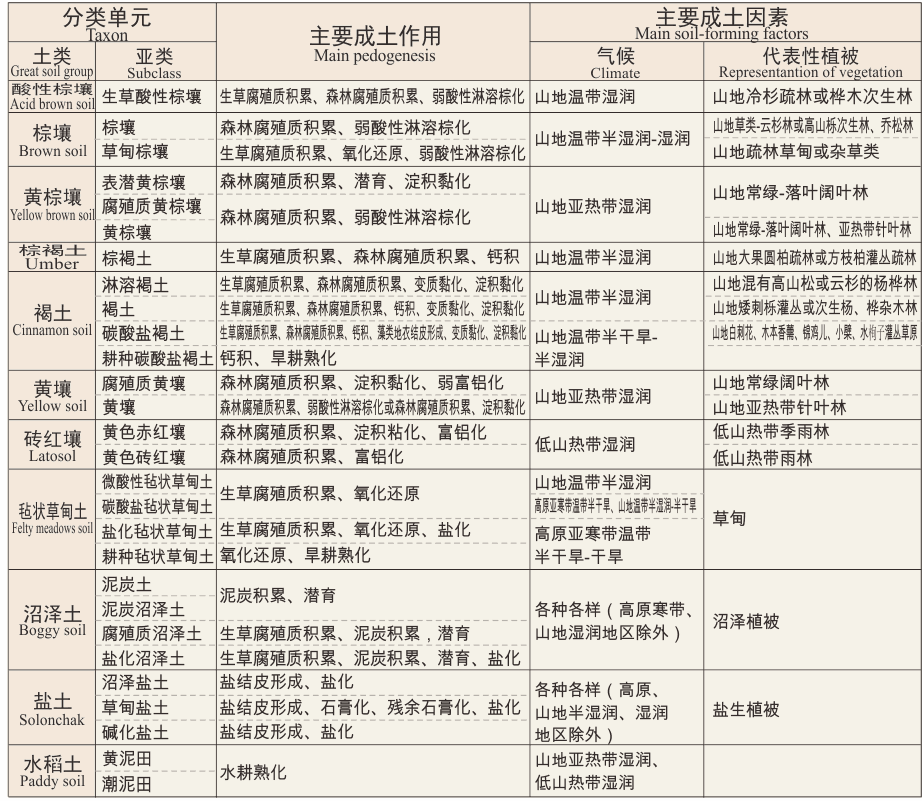 分类单元
Taxon
主要成土作用
Main pedogenesis
主要成土因素
Main soil-forming factors
土类
Great soil group
亚类
Subclass
气候
Climate
代表性植被
Representantion of vegetation
酸性棕壤
Acid brown soil
生草酸性棕壤
生草腐殖质积累、森林腐殖质积累、弱酸性淋溶棕化
山地温带湿润
山地冷杉疏林或桦木次生林
棕壤
Brown soil
棕壤
森林腐殖质积累、弱酸性淋溶棕化
山地温带半湿润-湿润
山地草类-云杉林或高山栎次生林、乔松林
草甸棕壤
生草腐殖质积累、氧化还原、弱酸性淋溶棕化
山地疏林草甸或杂草类
黄棕壤
Yellow brown soil
表潜黄棕壤
森林腐殖质积累、潜育、淀积黏化
山地亚热带湿润
山地常绿-落叶阔叶林
腐殖质黄棕壤
森林腐殖质积累、弱酸性淋溶棕化
黄棕壤
山地常绿-落叶阔叶林、亚热带针叶林
棕褐土
Umber
棕褐土
生草腐殖质积累、森林腐殖质积累、钙积
山地温带半湿润
山地大果圆柏疏林或方枝柏灌丛疏林
褐土
Cinnamon soil
淋溶褐土
生草腐殖质积累、森林腐殖质积累、变质黏化、淀积黏化
山地温带半湿润
山地混有高山松或云杉的杨桦林
褐土
生草腐殖质积累、森林腐殖质积累、钙积、变质黏化、淀积黏化
山地矮刺栎灌丛或次生杨、桦杂木林
碳酸盐褐土
生草腐殖质积累、森林腐殖质积累、钙积、藻类地衣结皮形成、变质黏化、淀积黏化
山地温带半干旱-
半湿润
山地白刺花、木本香薷、锦鸡儿、小檗、水栒子灌丛草原
耕种碳酸盐褐土
钙积、旱耕熟化
黄壤
Yellow soil
腐殖质黄壤
森林腐殖质积累、淀积黏化、弱富铝化
山地亚热带湿润
山地常绿阔叶林
黄壤
森林腐殖质积累、弱酸性淋溶棕化或森林腐殖质积累、淀积黏化
山地亚热带针叶林
砖红壤
Latosol
黄色赤红壤
森林腐殖质积累、淀积粘化、富铝化
低山热带湿润
低山热带季雨林
黄色砖红壤
森林腐殖质积累、富铝化
低山热带雨林
毡状草甸土
Felty meadows soil
微酸性毡状草甸土
生草腐殖质积累、氧化还原
山地温带半湿润
草甸
碳酸盐毡状草甸土
高原亚寒带温带半干旱、山地温带半湿润-半干旱
盐化毡状草甸土
生草腐殖质积累、氧化还原、盐化
高原亚寒带温带
半干旱-干旱
耕种毡状草甸土
氧化还原、旱耕熟化
沼泽土
Boggy soil
泥炭土
泥炭积累、潜育
各种各样（高原寒带、
山地湿润地区除外）
沼泽植被
泥炭沼泽土
腐殖质沼泽土
生草腐殖质积累、泥炭积累，潜育
盐化沼泽土
生草腐殖质积累、泥炭积累、潜育、盐化
盐土
Solonchak
沼泽盐土
盐结皮形成、盐化
各种各样（高原、
山地半湿润、湿润
地区除外）
盐生植被
草甸盐土
盐结皮形成、石膏化、残余石膏化、盐化
碱化盐土
盐结皮形成、盐化
水稻土
Paddy soil
黄泥田
水耕熟化
山地亚热带湿润、
低山热带湿润
潮泥田